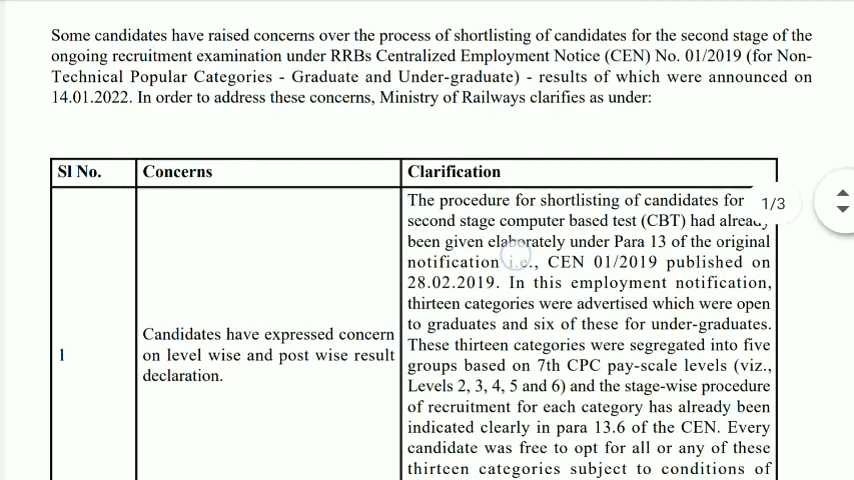 Some candidates have raised concerns over the process of shortlisting of candidates for the second stage of the
ongoing recruitment examination under RRBs Centralized Employment Notice (CEN) No. 01/2019 (for Non-
Technical Popular Categories - Graduate and Under-graduate) - results of which were announced on
14.01.2022. In order to address these concerns, Ministry of Railways clarifies as under:
Sl No. Concerns Clarification
1
Candidates have expressed concern
on level wise and post wise result
declaration.
The procedure for shortlisting of candidates for
second stage computer based test (CBT) had already
been given elaborately under Para 13 of the original
notification i.e., CEN 01/2019 published on
28.02.2019. In this employment notification,
thirteen categories were advertised which were open
to graduates and six of these for under-graduates.
These thirteen categories were segregated into five
groups based on 7th CPC pay-scale levels (viz.,
Levels 2, 3, 4, 5 and 6) and the stage-wise procedure
of recruitment for each category has already been
indicated clearly in para 13.6 of the CEN. Every
candidate was free to opt for all or any of these
thirteen categories subject to conditions of
1/3